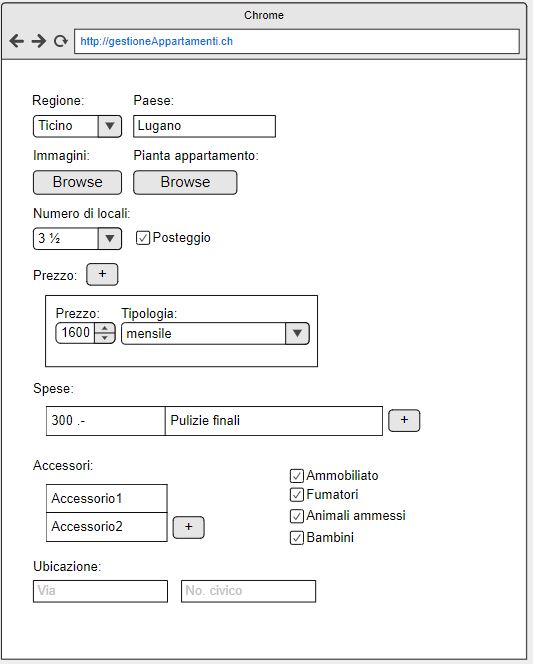 Chrome
http://gestioneAppartamenti.ch
Regione: Paese:
Ticino Lugano
Immagini: Pianta appartamento:
Browse Browse
Numero di locali:
3 ½ Posteggio
Prezzo: +
Prezzo: Tipologia:
1600 mensile
Spese:
300 .- Pulizie finali +
Accessori:
Ammobiliato
Accessorio1 Fumatori
Animali ammessi
Accessorio2 +
Bambini
Ubicazione:
Via No. civico